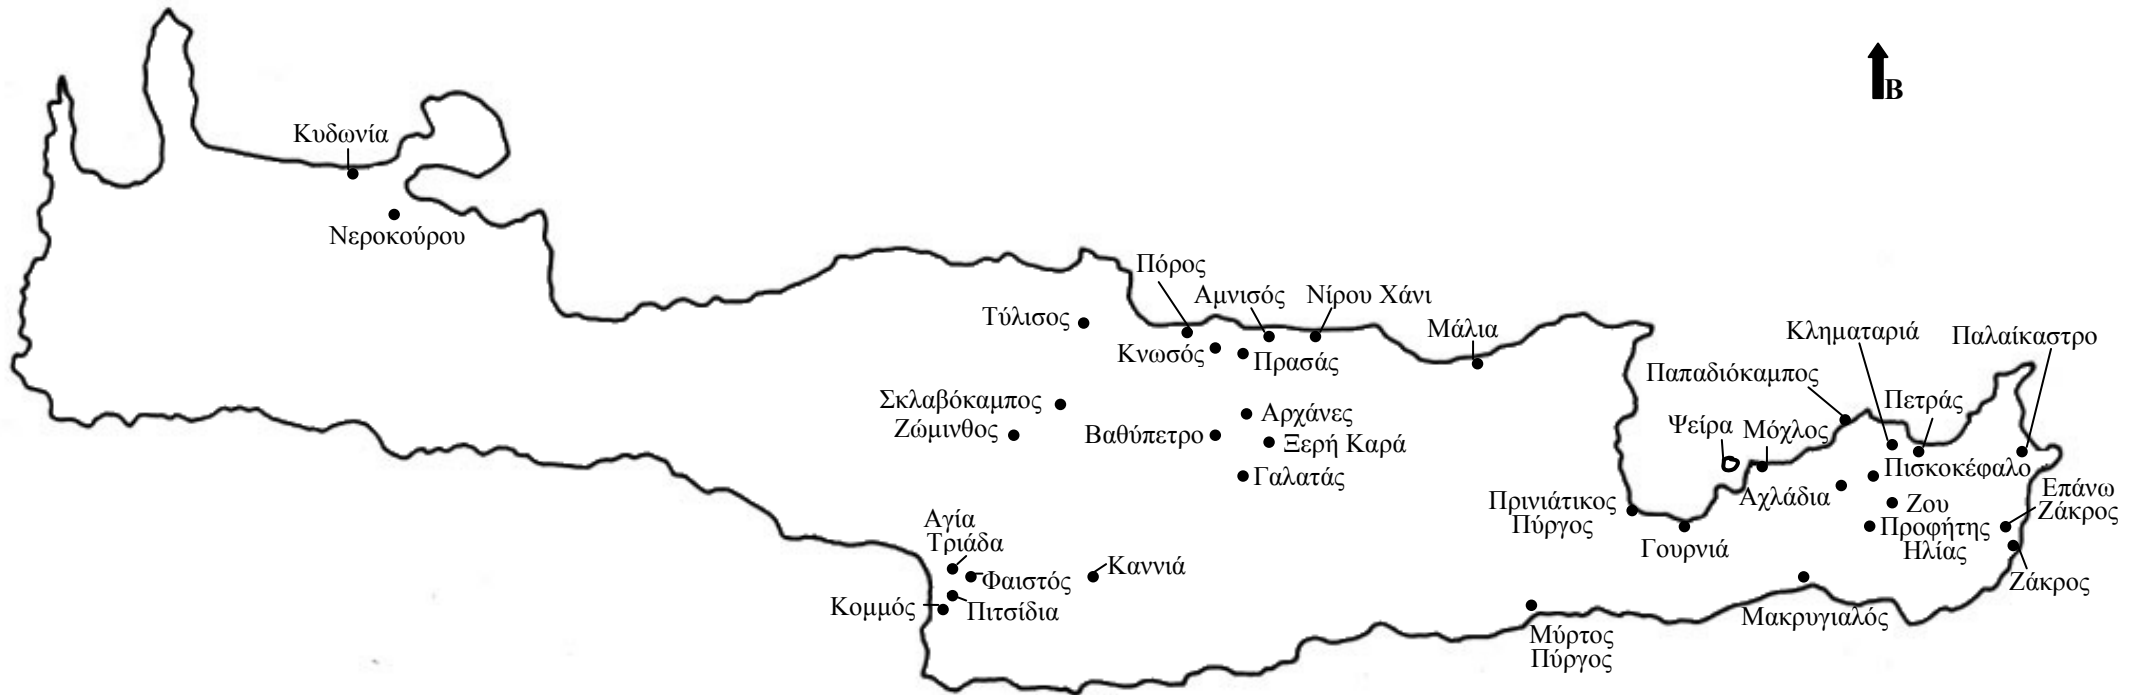 Β
Κυδωνία
Νεροκούρου
Πόρος
Αμνισός
Νίρου Χάνι
Τύλισος
Μάλια
Κνωσός
Πρασάς
Κληματαριά
Παλαίκαστρο
Παπαδιόκαμπος
Πετράς
Σκλαβόκαμπος
Ζώμινθος
Αρχάνες
Βαθύπετρο
Ξερή Καρά
Γαλατάς
Ψείρα
Μόχλος
Πισκοκέφαλο
Αχλάδια
Επάνω
Ζάκρος
Πρινιάτικος
Πύργος
Ζου
Προφήτης
Ηλίας
Γουρνιά
Αγία
Τριάδα
Φαιστός
Καννιά
Ζάκρος
Κομμός
Πιτσίδια
Μακρυγιαλός
Μύρτος
Πύργος